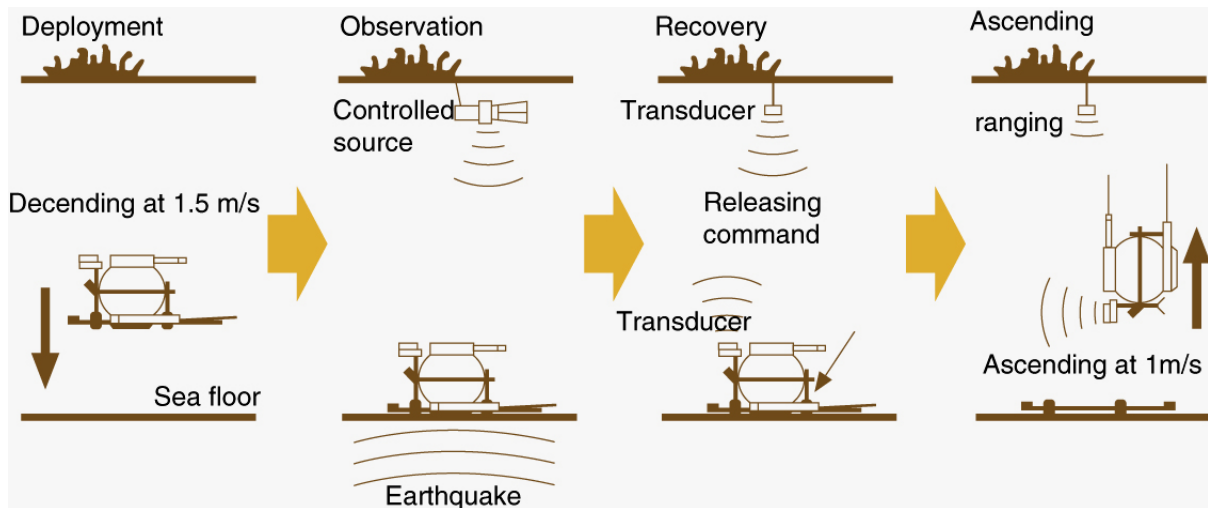 Deployment
Decending at 1.5 m/s
Sea floor
Observation
Controlled
source
Earthquake
Recovery
Transducer
Releasing
command
Transducer
Ascending
ranging
Ascending at 1m/s